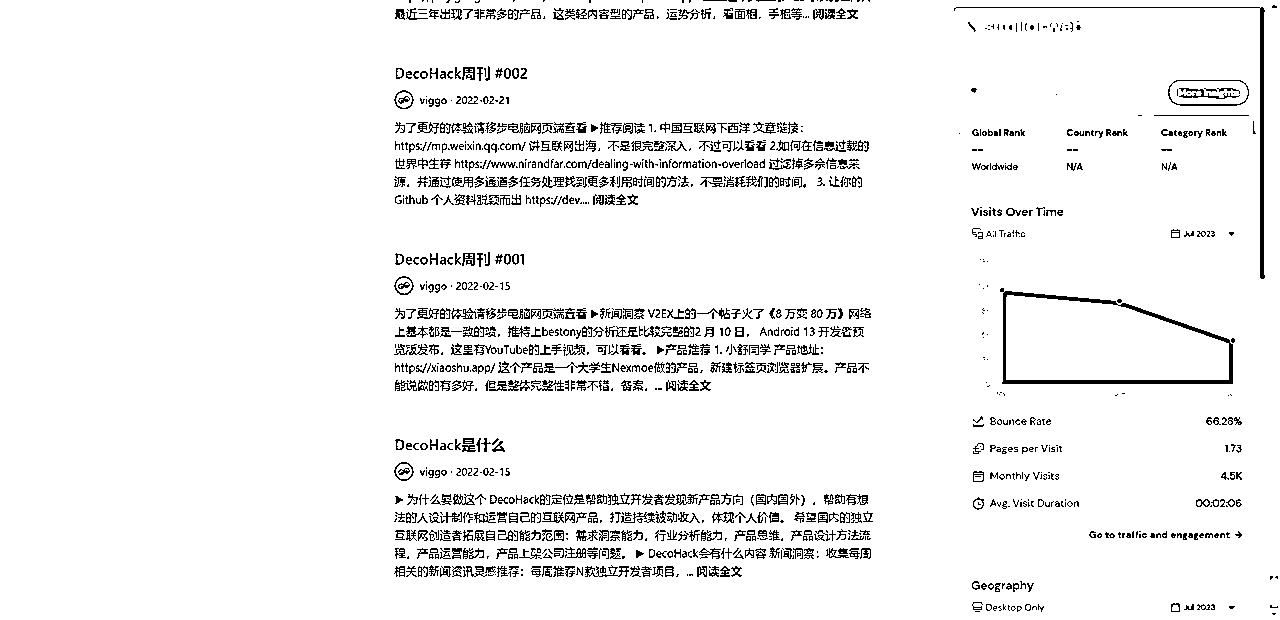 最近三年出现了非常多的产品，这类轻内容型的产品，运势分析，看面相，手相等... 阅读全文
DecoHack周刊 #002
viggo · 2022-02-21
为了更好的体验请移步电脑网页端查看 ▶推荐阅读 1. 中国互联网下西洋 文章链接：
https://mp.weixin.qq.com/ 讲互联网出海，不是很完整深入，不过可以看看 2.如何在信息过载的
世界中生存 https://www.nirandfar.com/dealing-with-information-overload 过滤掉多余信息来
源，并通过使用多通道多任务处理找到更多利用时间的方法，不要消耗我们的时间。 3. 让你的
Github 个人资料脱颖而出 https://dev.... 阅读全文
DecoHack周刊 #001
viggo · 2022-02-15
为了更好的体验请移步电脑网页端查看 ▶新闻洞察 V2EX上的一个帖子火了《8 万变 80 万》网络
上基本都是一致的喷，推特上bestony的分析还是比较完整的2 月 10 日， Android 13 开发者预
览版发布，这里有YouTube的上手视频，可以看看。 ▶产品推荐 1. 小舒同学 产品地址：
https://xiaoshu.app/ 这个产品是一个大学生Nexmoe做的产品，新建标签页浏览器扩展。产品不
能说做的有多好，但是整体完整性非常不错，备案，... 阅读全文
DecoHack是什么
viggo · 2022-02-15
▶ 为什么要做这个 DecoHack的定位是帮助独立开发者发现新产品方向（国内国外），帮助有想
法的人设计制作和运营自己的互联网产品，打造持续被动收入，体现个人价值。 希望国内的独立
互联网创造者拓展自己的能力范围：需求洞察能力，行业分析能力，产品思维，产品设计方法流
程，产品运营能力，产品上架公司注册等问题。 ▶ DecoHack会有什么内容 新闻洞察：收集每周
相关的新闻资讯灵感推荐：每周推荐N款独立开发者项目，... 阅读全文
More Insights
Global Rank Country Rank Category Rank
-- -- --
Worldwide N/A N/A
Visits Over Time
All Traffic Jul 2023
Bounce Rate 66.28%
Pages per Visit 1.73
Monthly Visits 4.5K
Avg. Visit Duration 00:02:06
Go to traffic and engagement →
Geography
Desktop Only Jul 2023